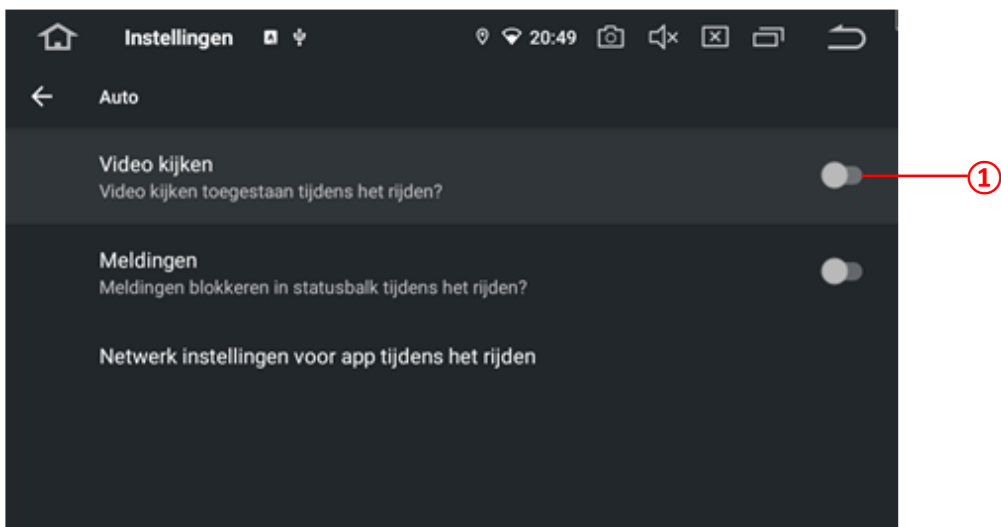 Instellingen 20:49
Auto
Video kijken
Video kijken toegestaan tijdens het rijden?
1
Meldingen
Meldingen blokkeren in statusbalk tijdens het rijden?
Netwerk instellingen voor app tijdens het rijden